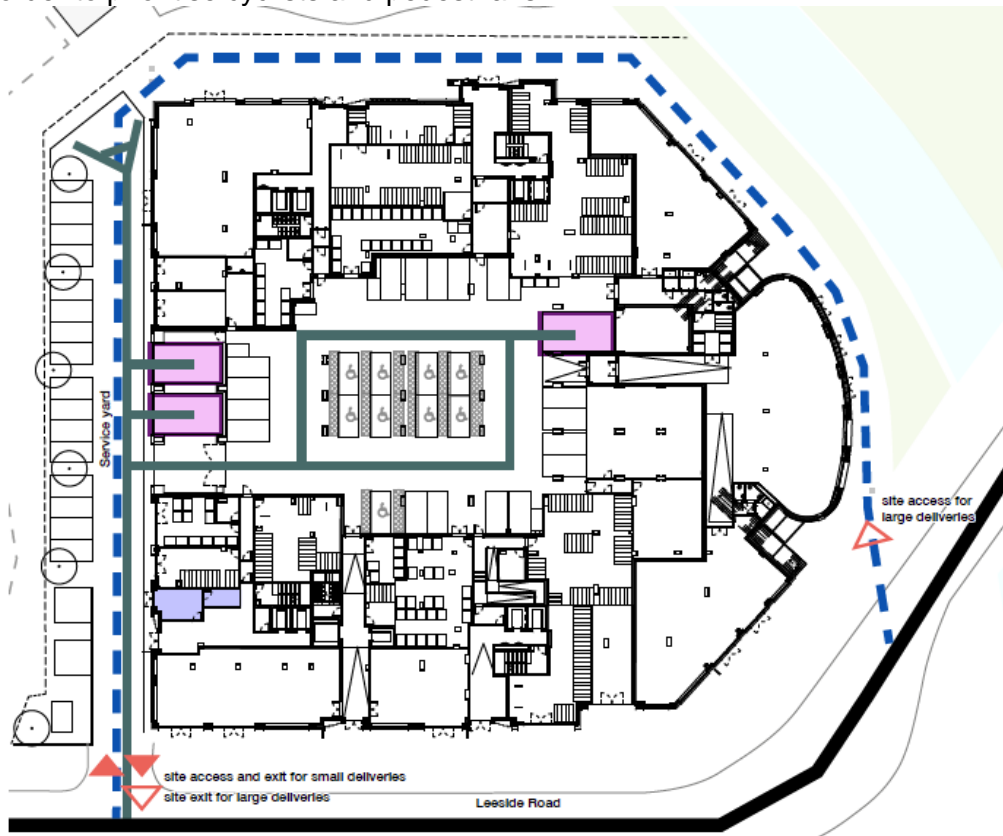 Service yard
site access for
large deliveries
site access and exit for small deliveries
site exit for large deliveries
Leeside Road